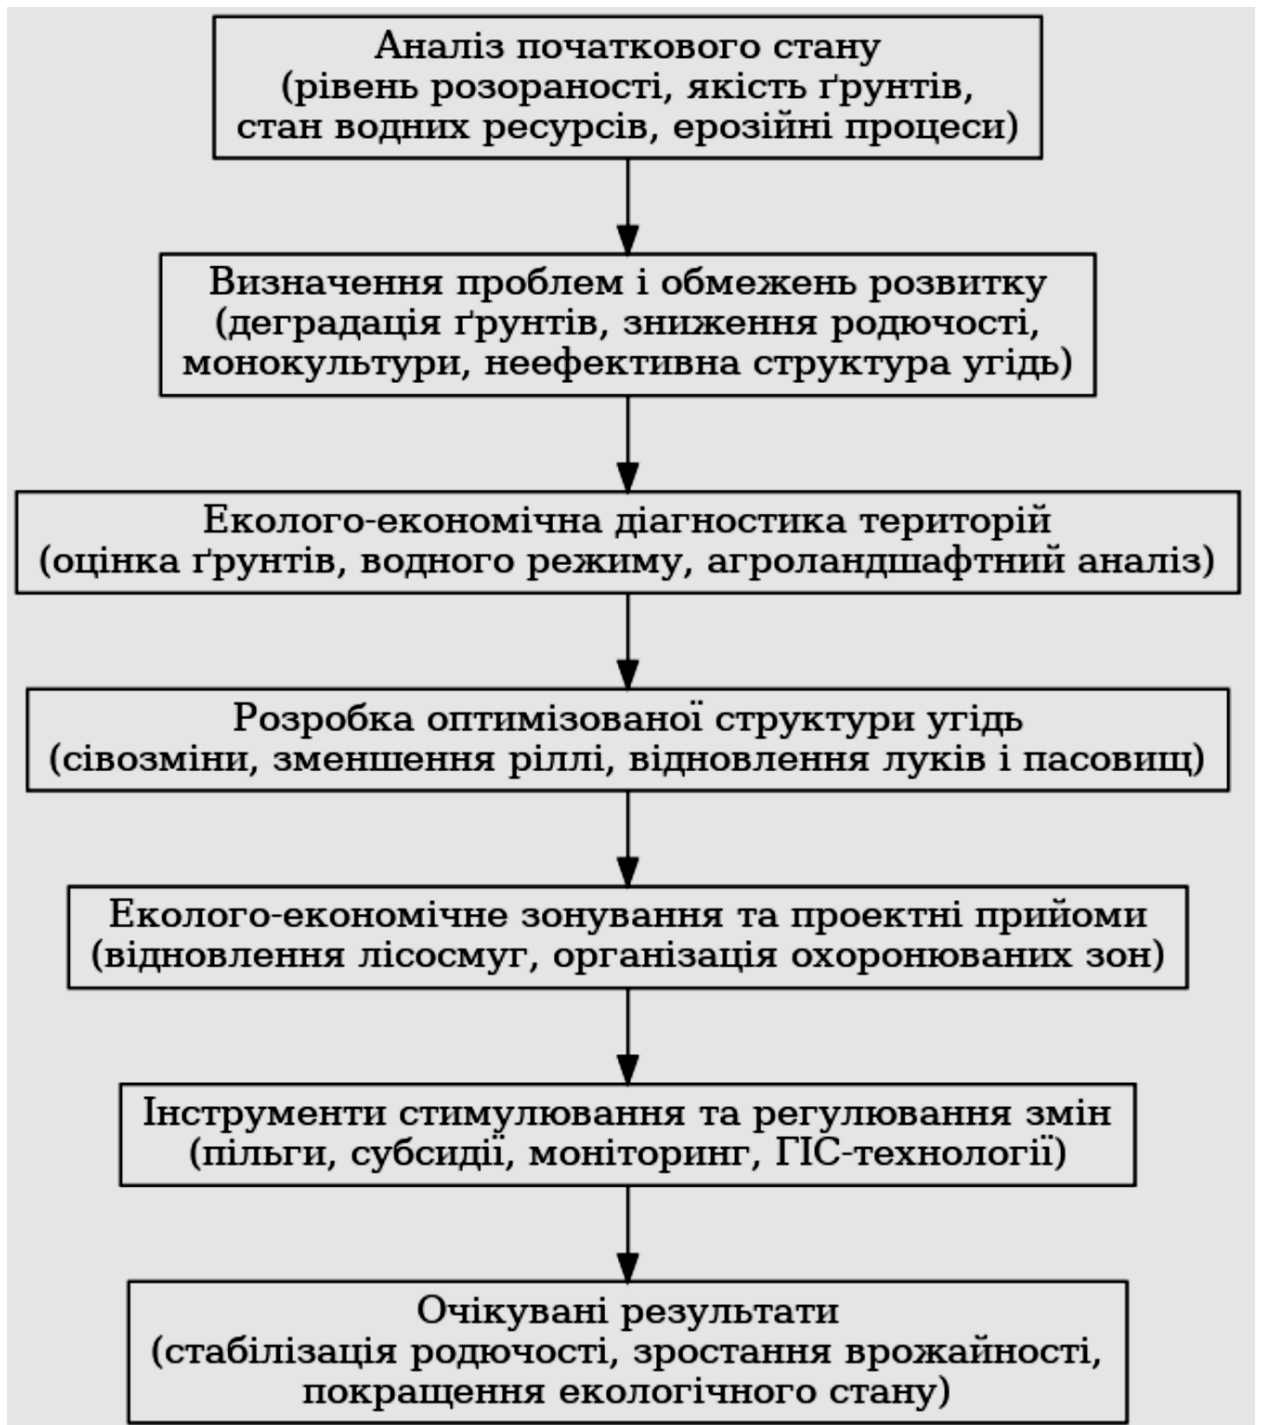 Аналіз початкового стану
(рівень розораності, якість ґрунтів,
стан водних ресурсів, ерозійні процеси)
Визначення проблем і обмежень розвитку
(деградація ґрунтів, зниження родючості,
монокультури, неефективна структура угідь)
Еколого-економічна діагностика територій
(оцінка ґрунтів, водного режиму, агроландшафтний аналіз)
Розробка оптимізованої структури угідь
(сівозміни, зменшення ріллі, відновлення луків і пасовищ)
Еколого-економічне зонування та проектні прийоми
(відновлення лісосмуг, організація охоронюваних зон)
Інструменти стимулювання та регулювання змін
(пільги, субсидії, моніторинг, ГІС-технології)
Очікувані результати
(стабілізація родючості, зростання врожайності,
покращення екологічного стану)